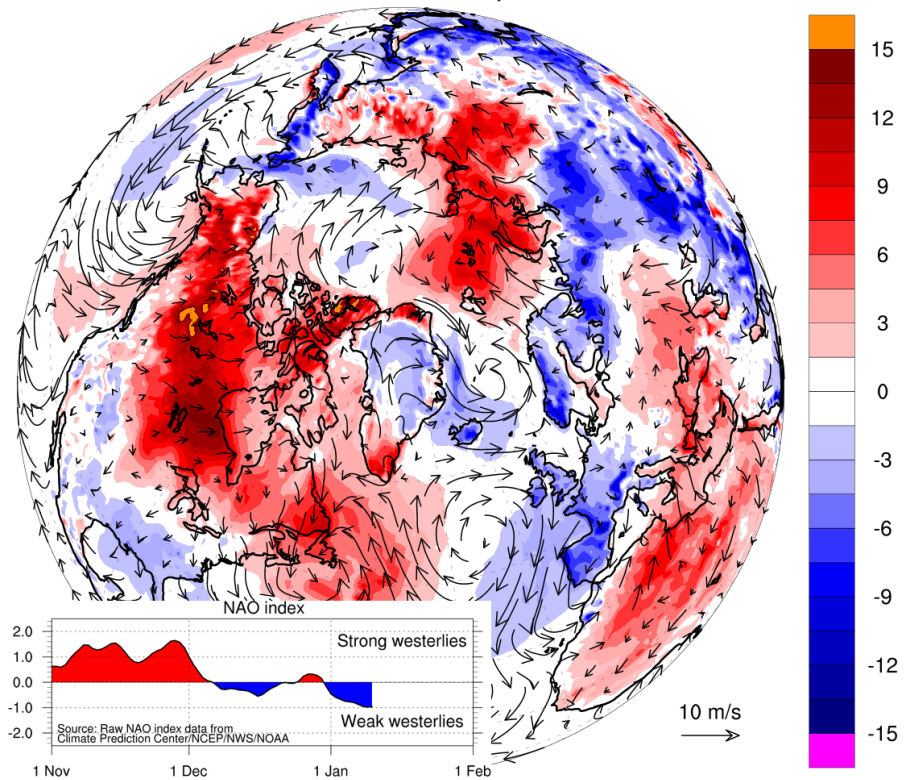 15
12
9
6
3
0
-3
-6
-9
-12
-15
10 m/s
NAO index
2.0
1.0
0.0
-1.0
-2.0
Strong westerlies
Weak westerlies
Source: Raw NAO index data from
Climate Prediction Center/NCEP/NWS/NOAA
1 Nov
1 Dec
1 Jan
1 Feb